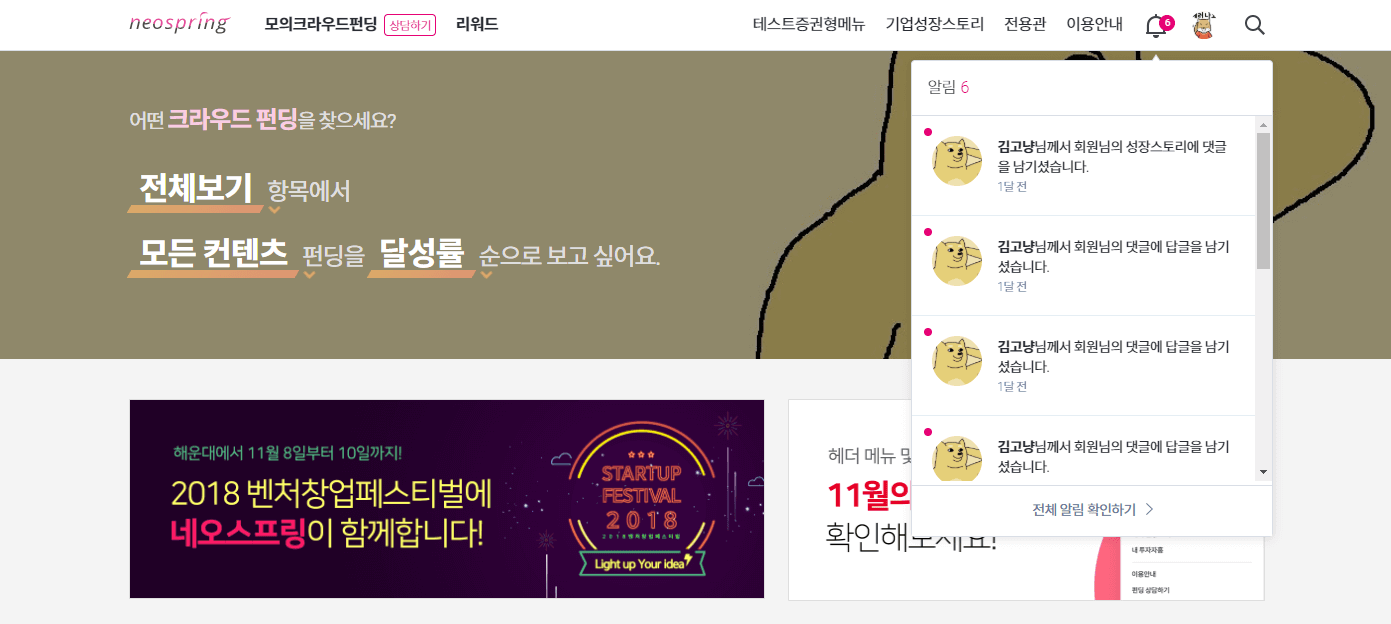 neospring 모의크라우드펀딩 상담하기 리워드 테스트증권형메뉴 기업성장스토리 전용관 이용안내 6
알림 6
어떤 크라우드 펀딩을 찾으세요?
전체보기 항목에서
모든 컨텐츠 펀딩을 달성률 순으로 보고 싶어요.
김고냥님께서 회원님의 성장스토리에 댓글
을 남기셨습니다.
1달 전
김고냥님께서 회원님의 댓글에 답글을 남기
셨습니다.
1달 전
김고냥님께서 회원님의 댓글에 답글을 남기
셨습니다.
1달 전
김고냥님께서 회원님의 댓글에 답글을 남기
셨습니다.
전체 알림 확인하기
해운대에서 11월 8일부터 10일까지!
2018 벤처창업페스티벌에
네오스프링이 함께합니다!
STARTUP
FESTIVAL
2018
2018벤처창업페스티벌
Light up Your idea
헤더 메뉴 및
11월의
확인해보세요!
내 투자자홈
이용안내
펀딩 상담하기